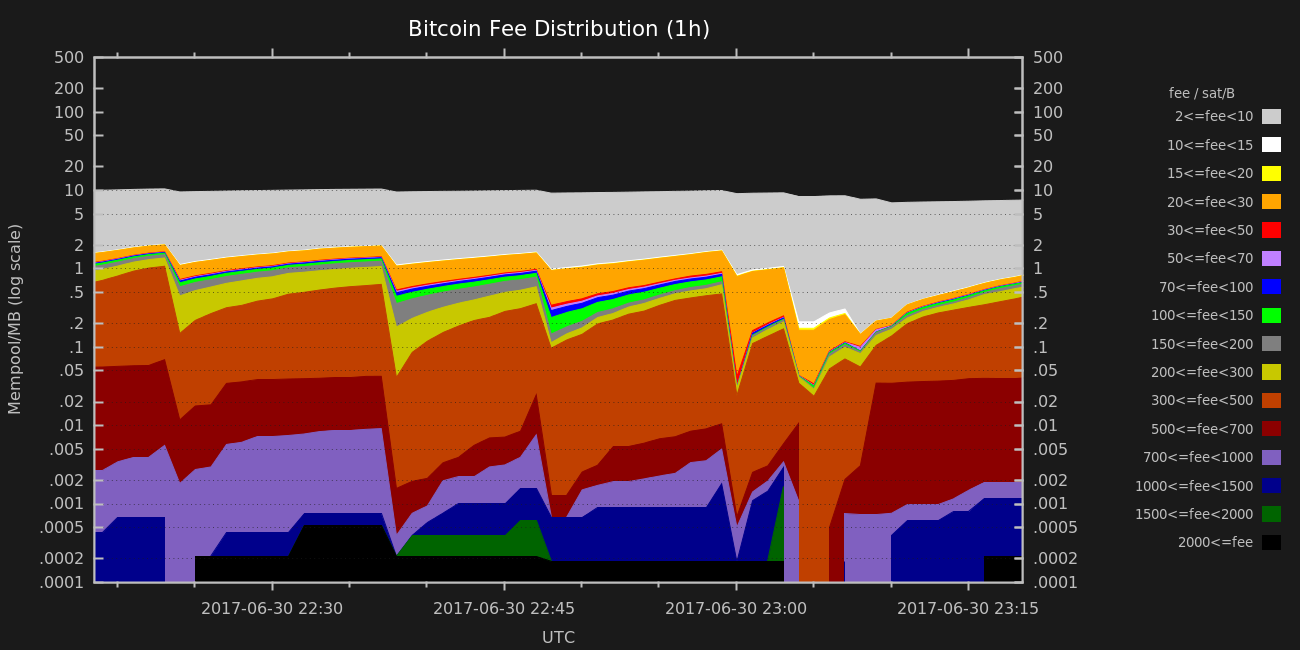 Bitcoin Fee Distribution (1h)
Mempool/MB (log scale)
500
200
100
50
20
10
5
2
1
.5
.2
.1
.05
.02
.01
.005
.002
.001
.0005
.0002
.0001
500
200
100
50
20
10
5
2
1
.5
.2
.1
.05
.02
.01
.005
.002
.001
.0005
.0002
.0001
fee / sat/B
2<=fee<10
10<=fee<15
15<=fee<20
20<=fee<30
30<=fee<50
50<=fee<70
70<=fee<100
100<=fee<150
150<=fee<200
200<=fee<300
300<=fee<500
500<=fee<700
700<=fee<1000
1000<=fee<1500
1500<=fee<2000
2000<=fee
2017-06-30 22:30 2017-06-30 22:45 2017-06-30 23:00 2017-06-30 23:15
UTC